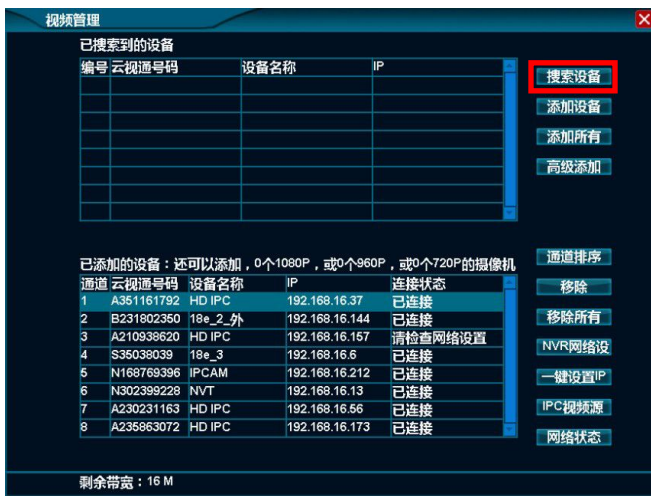 视频管理
已搜索到的设备
编号 云视通号码 设备名称 IP
搜索设备
添加设备
添加所有
高级添加
已添加的设备：还可以添加，0个1080P，或0个960P，或0个720P的摄像机
通道 云视通号码 设备名称 IP 连接状态
1 A351161792 HD IPC 192.168.16.37 已连接
2 B231802350 18e_2_外 192.168.16.144 已连接
3 A210938620 HD IPC 192.168.16.157 请检查网络设置
4 S35038039 18e_3 192.168.16.6 已连接
5 N168769396 IPCAM 192.168.16.212 已连接
6 N302399228 NVT 192.168.16.13 已连接
7 A230231163 HD IPC 192.168.16.56 已连接
8 A235863072 HD IPC 192.168.16.173 已连接
通道排序
移除
移除所有
NVR网络设
一键设置IP
IPC视频源
网络状态
剩余带宽：16 M